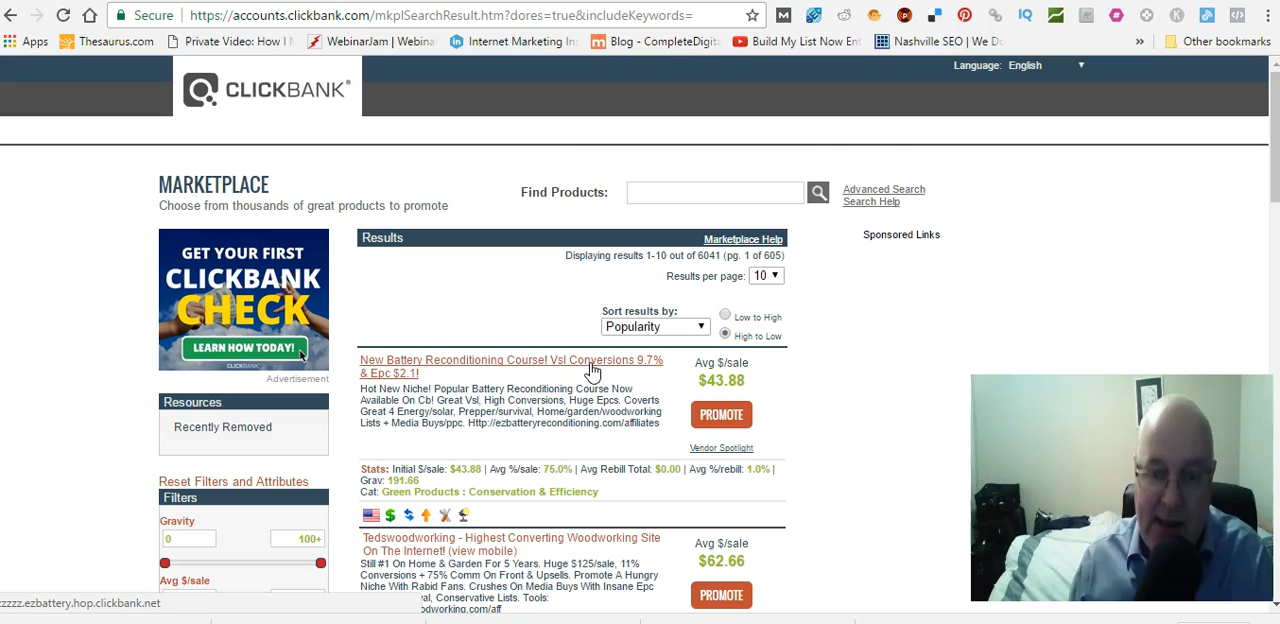 Secure https://accounts.clickbank.com/mkplSearchResult.htm?dores=true&includeKeywords=
Apps Thesaurus.com Private Video: How I M WebinarJam | Webina Internet Marketing In Blog - CompleteDigita Build My List Now Ent Nashville SEO | We Do » Other bookmarks
Language: English
CLICKBANK®
MARKETPLACE
Choose from thousands of great products to promote
Find Products:
Advanced Search
Search Help
GET YOUR FIRST
CLICKBANK
CHECK
LEARN HOW TODAY!
CLICKBANK
Advertisement
Resources
Recently Removed
Reset Filters and Attributes
Filters
Gravity
0 100+
Avg $/sale
Results Marketplace Help
Displaying results 1-10 out of 6041 (pg. 1 of 605)
Results per page: 10
Sort results by:
Popularity
Low to High
High to Low
New Battery Reconditioning Course! Vsl Conversions 9.7%
& Epc $2.1!
Hot New Niche! Popular Battery Reconditioning Course Now
Available On Cb! Great Vsl, High Conversions, Huge Epcs. Coverts
Great 4 Energy/solar, Prepper/survival, Home/garden/woodworking
Lists + Media Buys/ppc. Http://ezbatteryreconditioning.com/affiliates
Avg $/sale
$43.88
PROMOTE
Vendor Spotlight
Stats: Initial $/sale: $43.88 | Avg %/sale: 75.0% | Avg Rebill Total: $0.00 | Avg %/rebill: 1.0% |
Grav: 191.66
Cat: Green Products : Conservation & Efficiency
Tedswoodworking - Highest Converting Woodworking Site
On The Internet! (view mobile)
Still #1 On Home & Garden For 5 Years. Huge $125/sale, 11%
Conversions + 75% Comm On Front & Upsells. Promote A Hungry
Niche With Rabid Fans. Crushes On Media Buys With Insane Epc
val, Conservative Lists. Tools:
odworking.com/aff
Avg $/sale
$62.66
PROMOTE
Sponsored Links
zzzzz.ezbattery.hop.clickbank.net